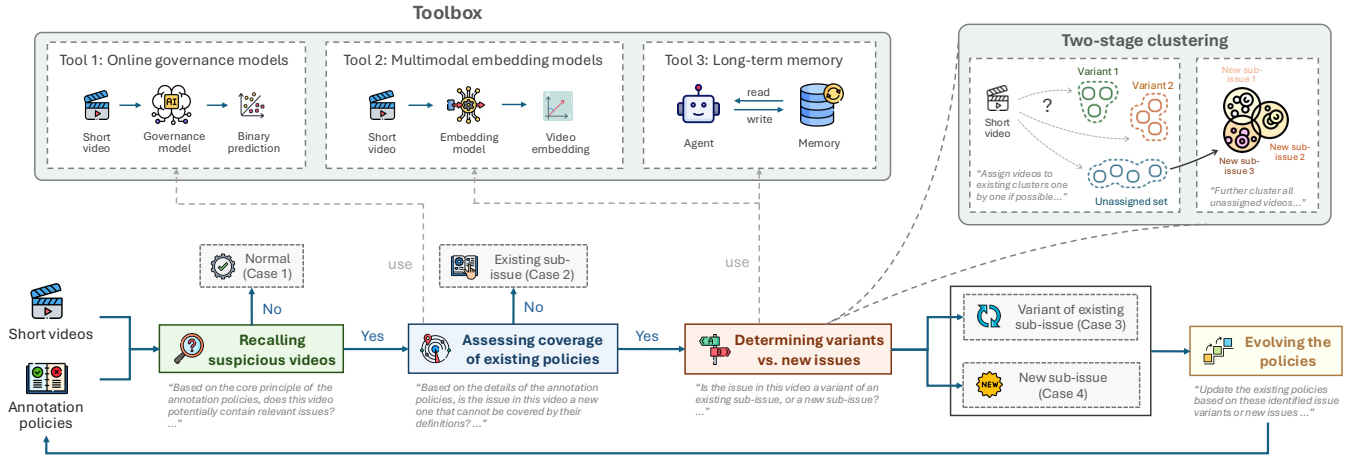 Toolbox
Tool 1: Online governance models
Short
video
Governance
model
AI
Binary
prediction
Tool 2: Multimodal embedding models
Short
video
Embedding
model
Video
embedding
Tool 3: Long-term memory
Agent
read
write
Memory
Two-stage clustering
Short
video
?
Variant 1
Variant 2
Unassigned set
“Assign videos to
existing clusters one
by one if possible...”
New sub-
issue 1
New sub-
issue 2
New sub-
issue 3
“Further cluster all
unassigned videos...”
Normal
(Case 1)
No
use
Existing sub-
issue (Case 2)
No
use
Short videos
Annotation
policies
Recalling
suspicious videos
“Based on the core principle of the
annotation policies, does this video
potentially contain relevant issues?
...”
Yes
Assessing coverage
of existing policies
“Based on the details of the annotation
policies, is the issue in this video a new
one that cannot be covered by their
definitions? ...”
Yes
A
B
Determining variants
vs. new issues
“Is the issue in this video a variant of an
existing sub-issue, or a new sub-issue?
...”
Variant of existing
sub-issue (Case 3)
NEW
New sub-issue
(Case 4)
Evolving the
policies
“Update the existing policies
based on these identified issue
variants or new issues ...”